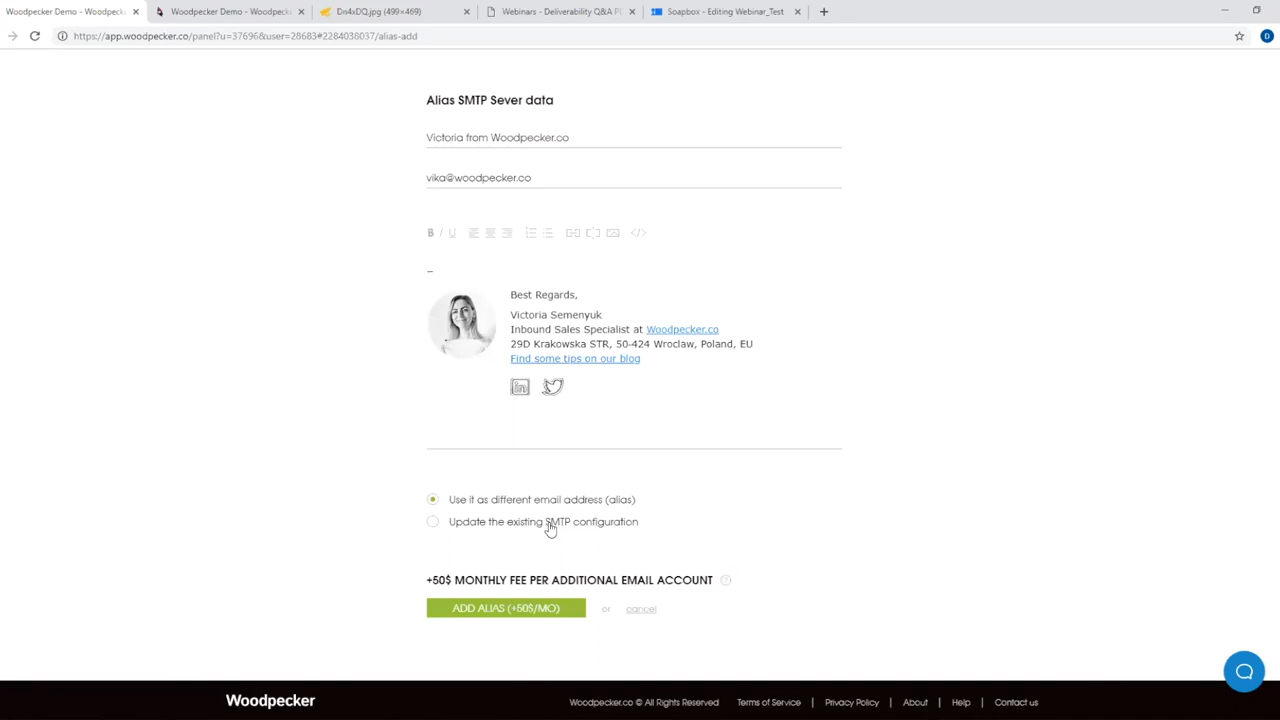 Woodpecker Demo - Woodpeck
Woodpecker Demo - Woodpeck
Dn4xDQ.jpg (499×469)
Webinars - Deliverability Q&A PO
Soapbox - Editing Webinar_Test
https://app.woodpecker.co/panel?u=37696&user=28683#2284038037/alias-add
D
Alias SMTP Sever data
Victoria from Woodpecker.co
vika@woodpecker.co
B I U
</>
--
Best Regards,
Victoria Semenyuk
Inbound Sales Specialist at Woodpecker.co
29D Krakowska STR, 50-424 Wroclaw, Poland, EU
Find some tips on our blog
in
Use it as different email address (alias)
Update the existing SMTP configuration
+50$ MONTHLY FEE PER ADDITIONAL EMAIL ACCOUNT ?
ADD ALIAS (+50$/MO) or cancel
Woodpecker
Woodpecker.co © All Rights Reserved | Terms of Service | Privacy Policy | About | Help | Contact us